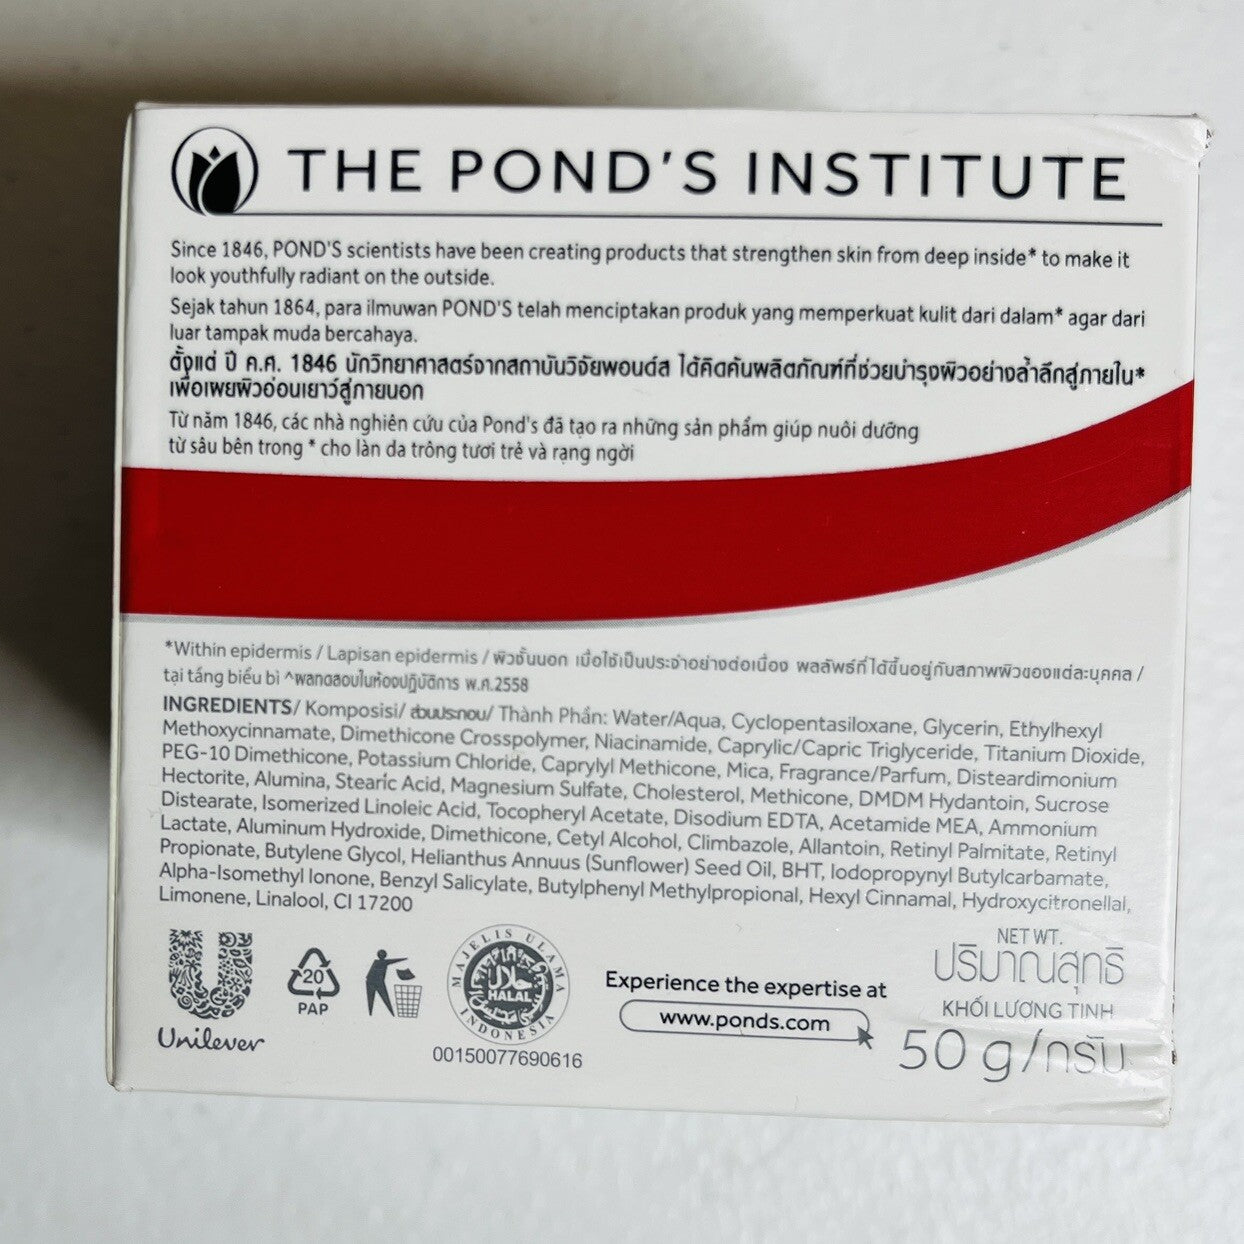 THE POND'S INSTITUTE
Since 1846, POND'S scientists have been creating products that strengthen skin from deep inside* to make it
look youthfully radiant on the outside.
Sejak tahun 1864, para ilmuwan POND'S telah menciptakan produk yang memperkuat kulit dari dalam* agar dari
luar tampak muda bercahaya.
ตั้งแต่ ปี ค.ศ. 1846 นักวิทยาศาสตร์จากสถาบันวิจัยพอนด์ส ได้คิดค้นผลิตภัณฑ์ที่ช่วยบำรุงผิวอย่างล้ำลึกสู่ภายใน*
เพื่อเผยผิวอ่อนเยาว์สู่ภายนอก
Từ năm 1846, các nhà nghiên cứu của Pond's đã tạo ra những sản phẩm giúp nuôi dưỡng
từ sâu bên trong * cho làn da trông tươi trẻ và rạng ngời
*Within epidermis / Lapisan epidermis / ผิวชั้นนอก เมื่อใช้เป็นประจำอย่างต่อเนื่อง ผลลัพธ์ที่ได้ขึ้นอยู่กับสภาพผิวของแต่ละบุคคล /
tại tầng biểu bì ^ผลทดสอบในห้องปฏิบัติการ พ.ศ.2558
INGREDIENTS/ Komposisi/ ส่วนประกอบ/ Thành Phần: Water/Aqua, Cyclopentasiloxane, Glycerin, Ethylhexyl
Methoxycinnamate, Dimethicone Crosspolymer, Niacinamide, Caprylic/Capric Triglyceride, Titanium Dioxide,
PEG-10 Dimethicone, Potassium Chloride, Caprylyl Methicone, Mica, Fragrance/Parfum, Disteardimonium
Hectorite, Alumina, Stearic Acid, Magnesium Sulfate, Cholesterol, Methicone, DMDM Hydantoin, Sucrose
Distearate, Isomerized Linoleic Acid, Tocopheryl Acetate, Disodium EDTA, Acetamide MEA, Ammonium
Lactate, Aluminum Hydroxide, Dimethicone, Cetyl Alcohol, Climbazole, Allantoin, Retinyl Palmitate, Retinyl
Propionate, Butylene Glycol, Helianthus Annuus (Sunflower) Seed Oil, BHT, Iodopropynyl Butylcarbamate,
Alpha-Isomethyl Ionone, Benzyl Salicylate, Butylphenyl Methylpropional, Hexyl Cinnamal, Hydroxycitronellal,
Limonene, Linalool, CI 17200
Unilever
20
PAP
MAJELIS ULAMA
حلال
HALAL
INDONESIA
00150077690616
Experience the expertise at
www.ponds.com
NET WT.
ปริมาณสุทธิ
KHỐI LƯỢNG TỊNH
50 g/กรัม